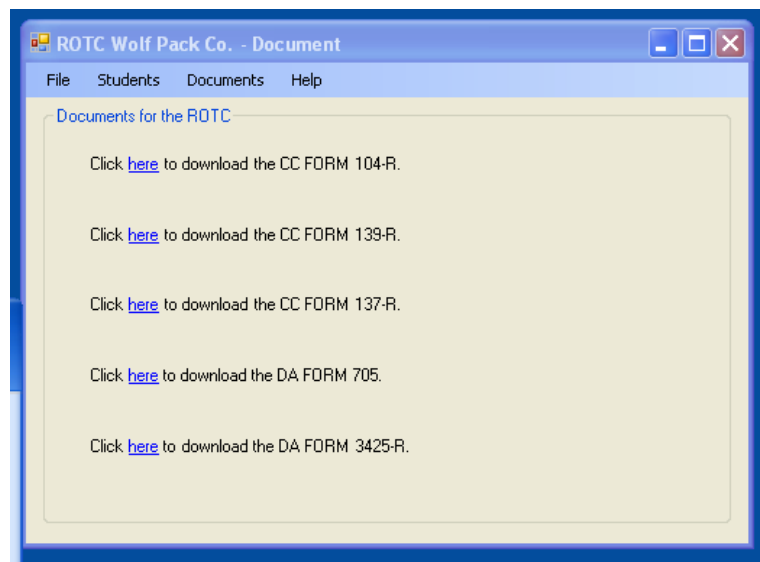 ROTC Wolf Pack Co. - Document
File Students Documents Help
Documents for the ROTC
Click here to download the CC FORM 104-R.
Click here to download the CC FORM 139-R.
Click here to download the CC FORM 137-R.
Click here to download the DA FORM 705.
Click here to download the DA FORM 3425-R.